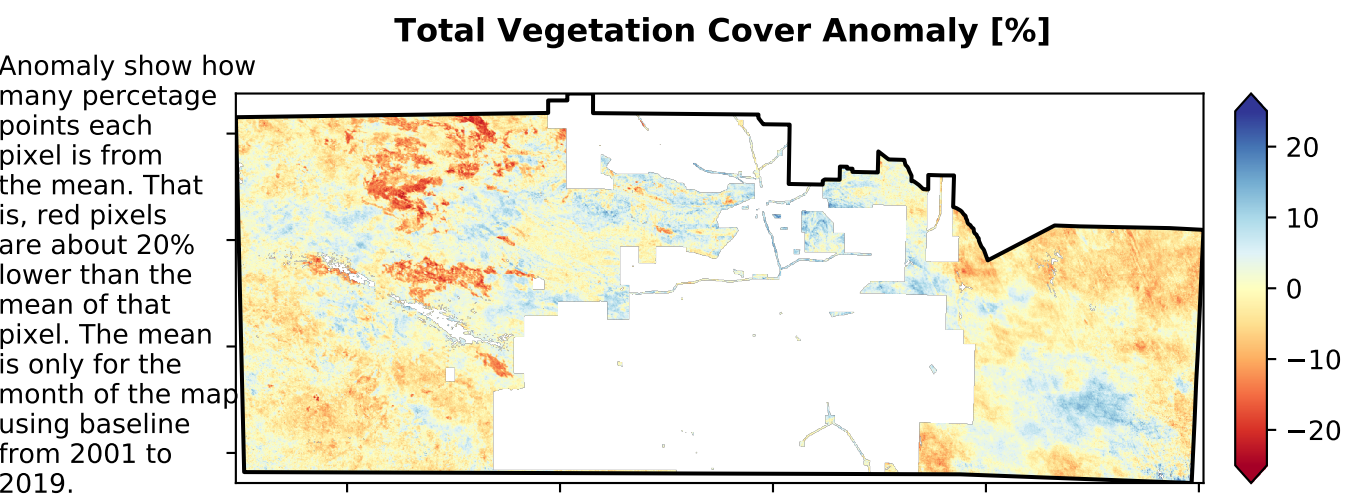 Total Vegetation Cover Anomaly [%]
Anomaly show how
many percetage
points each
pixel is from
the mean. That
is, red pixels
are about 20%
lower than the
mean of that
pixel. The mean
is only for the
month of the map
using baseline
from 2001 to
2019.
20
10
0
−10
−20